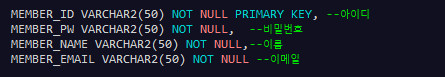 MEMBER_ID VARCHAR2(50) NOT NULL PRIMARY KEY, --아이디
MEMBER_PW VARCHAR2(50) NOT NULL,  --비밀번호
MEMBER_NAME VARCHAR2(50) NOT NULL,--이름
MEMBER_EMAIL VARCHAR2(50) NOT NULL --이메일